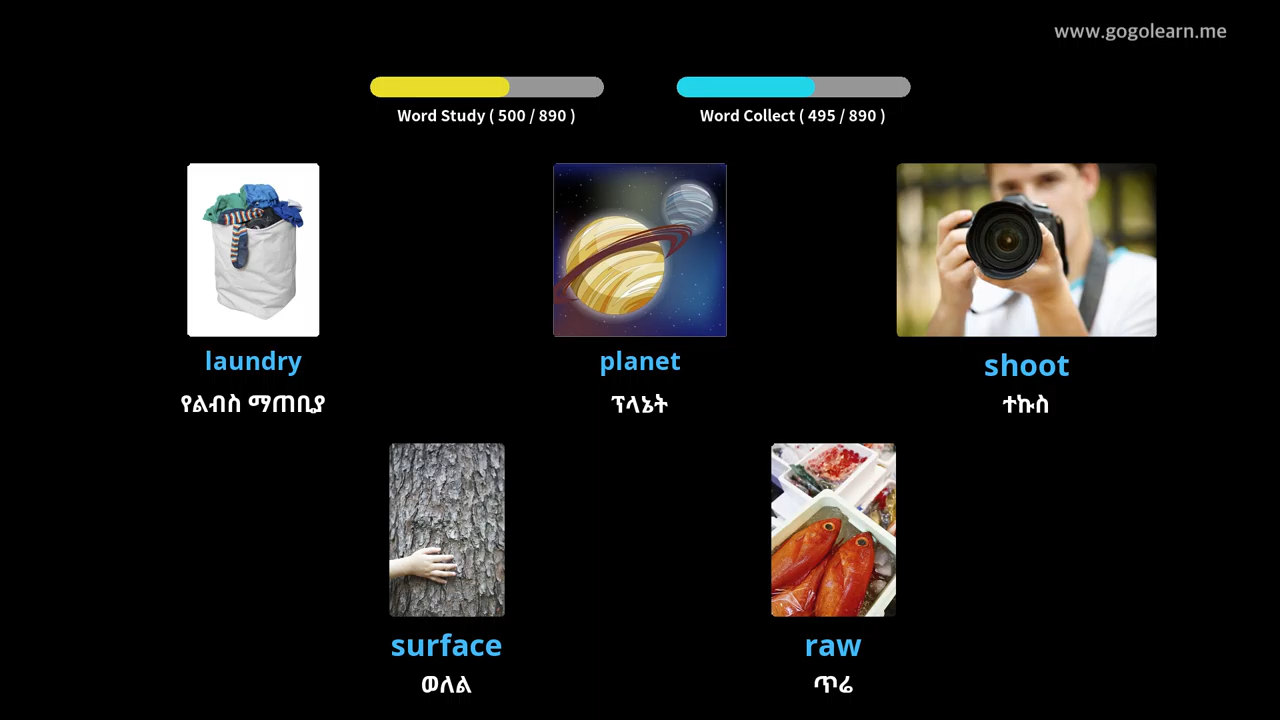 www.gogolearn.me
Word Study ( 500 / 890 )
Word Collect ( 495 / 890 )
laundry
የልብስ ማጠቢያ
planet
ፕላኔት
shoot
ተኩስ
surface
ወለል
raw
ጥሬ